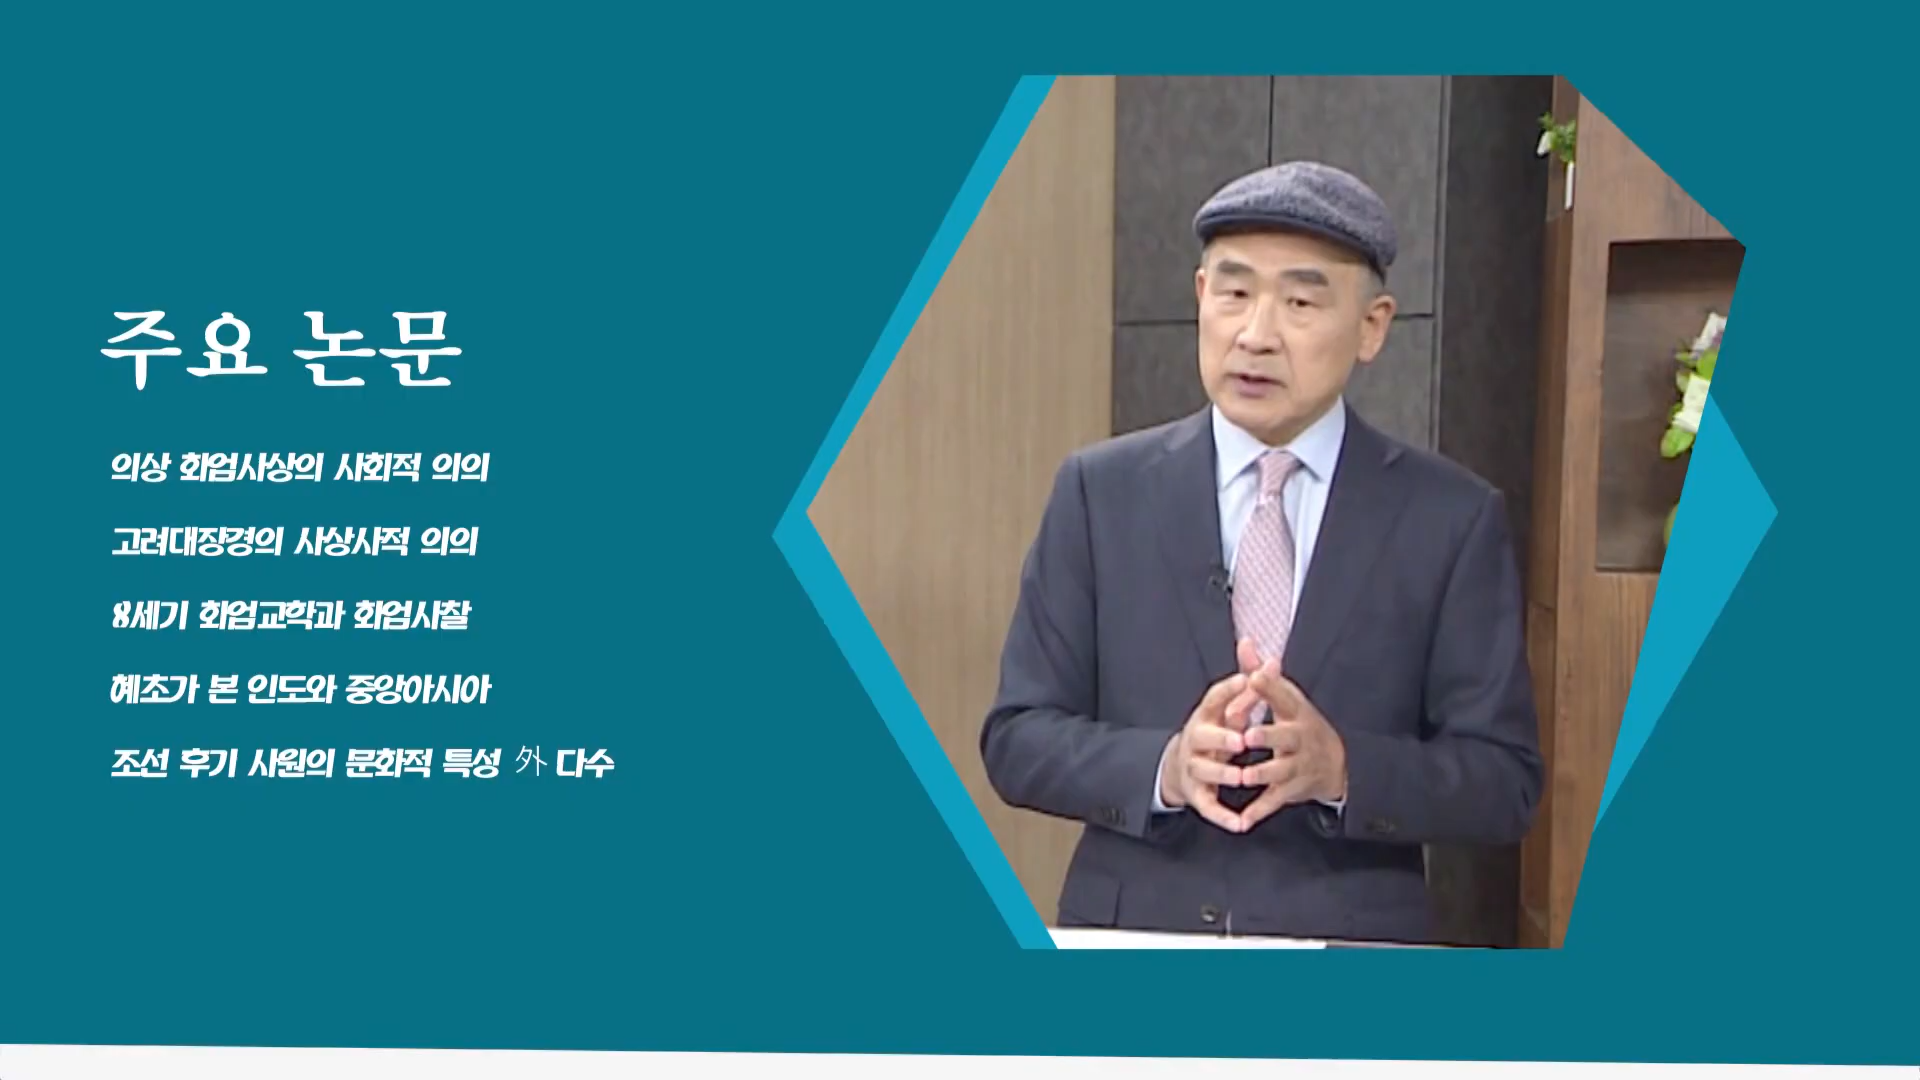 주요 논문
의상 화엄사상의 사회적 의의
고려대장경의 사상사적 의의
8세기 화엄교학과 화엄사찰
혜초가 본 인도와 중앙아시아
조선 후기 사원의 문화적 특성 外 다수